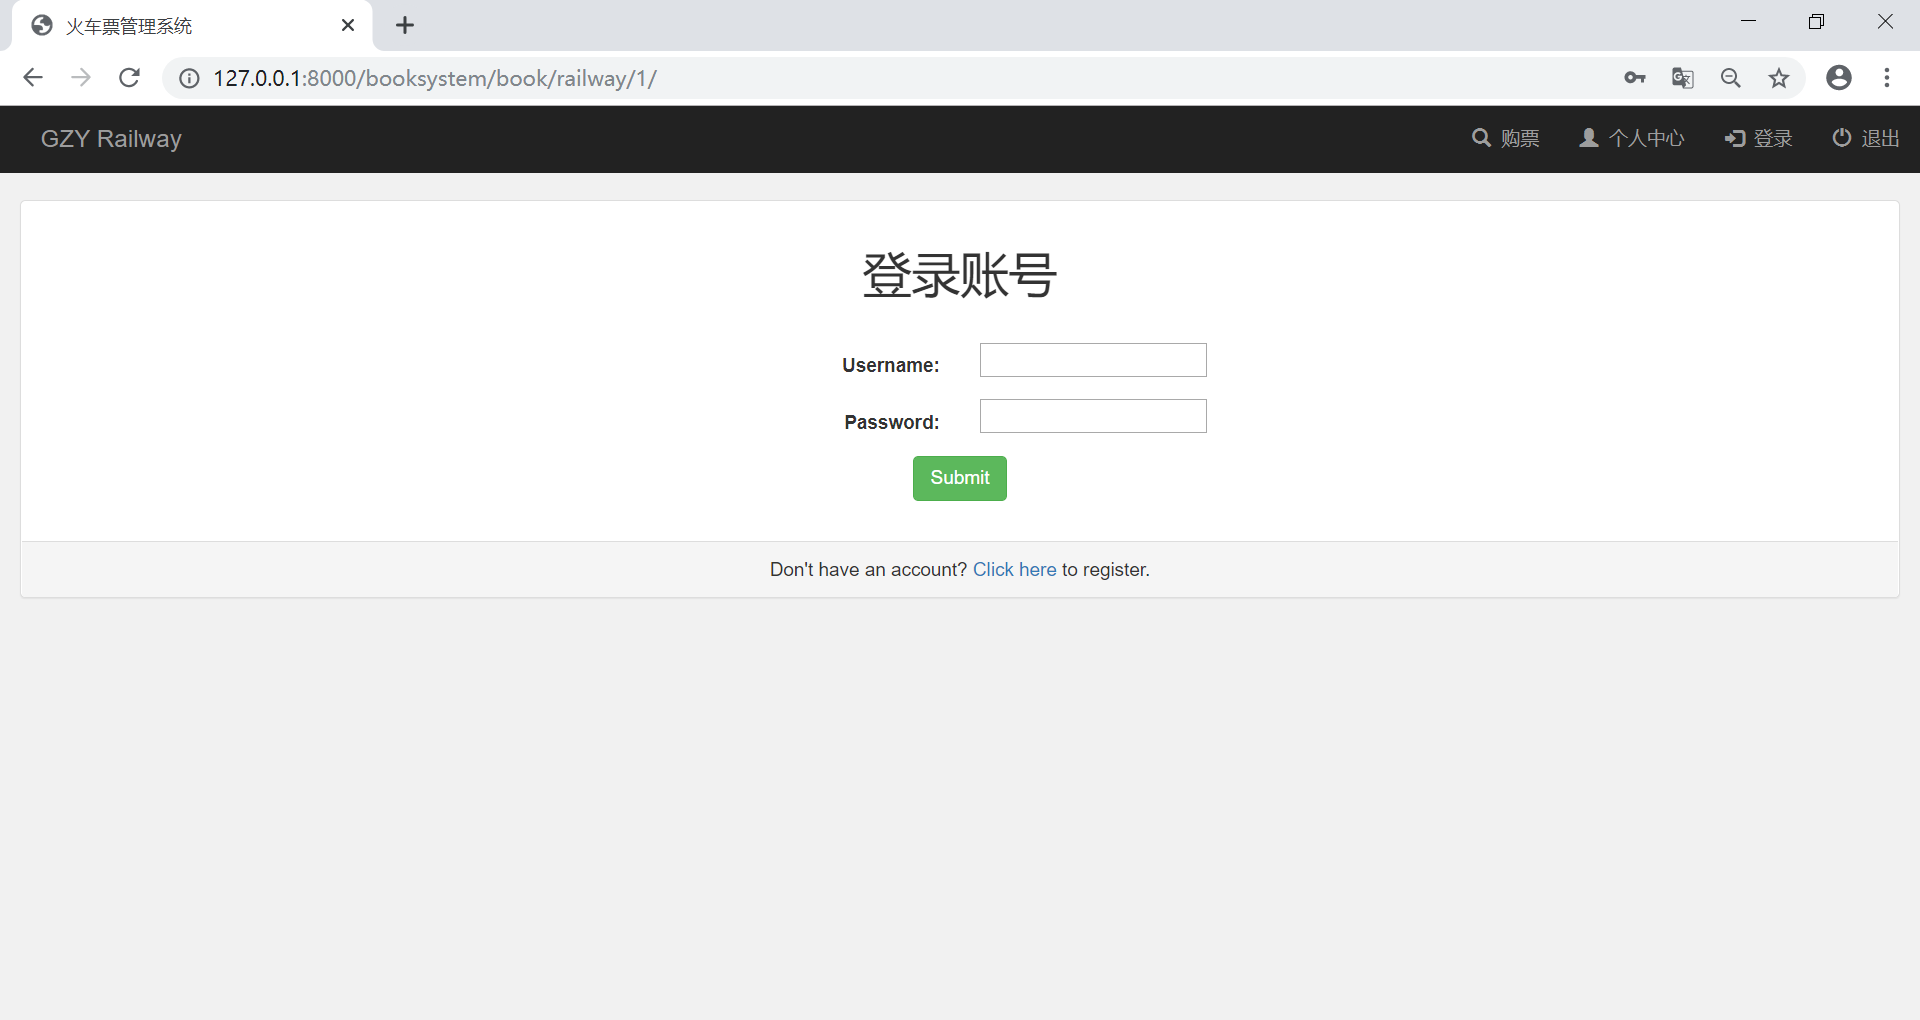 火车票管理系统
127.0.0.1:8000/booksystem/book/railway/1/
GZY Railway 购票 个人中心 登录 退出
登录账号
Username:
Password:
Submit
Don't have an account? Click here to register.